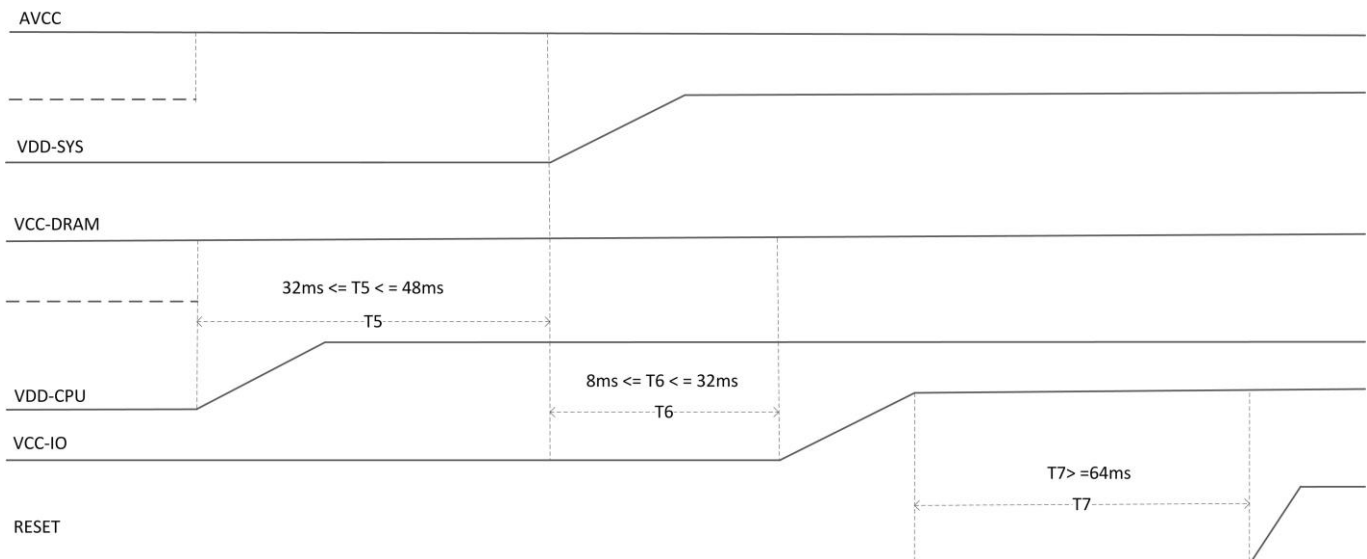 AVCC
VDD-SYS
VCC-DRAM
32ms <= T5 < = 48ms
T5
8ms <= T6 < = 32ms
VDD-CPU
T6
VCC-IO
T7> =64ms
T7
RESET